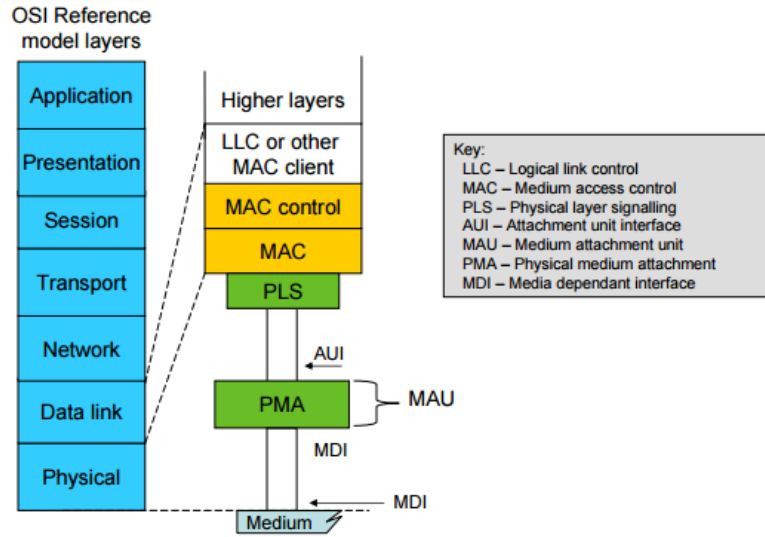 OSI Reference
model layers
Application
Presentation
Session
Transport
Network
Data link
Physical
Higher layers
LLC or other
MAC client
MAC control
MAC
PLS
AUI
PMA
MAU
MDI
MDI
Medium
Key:
LLC – Logical link control
MAC – Medium access control
PLS – Physical layer signalling
AUI – Attachment unit interface
MAU – Medium attachment unit
PMA – Physical medium attachment
MDI – Media dependant interface